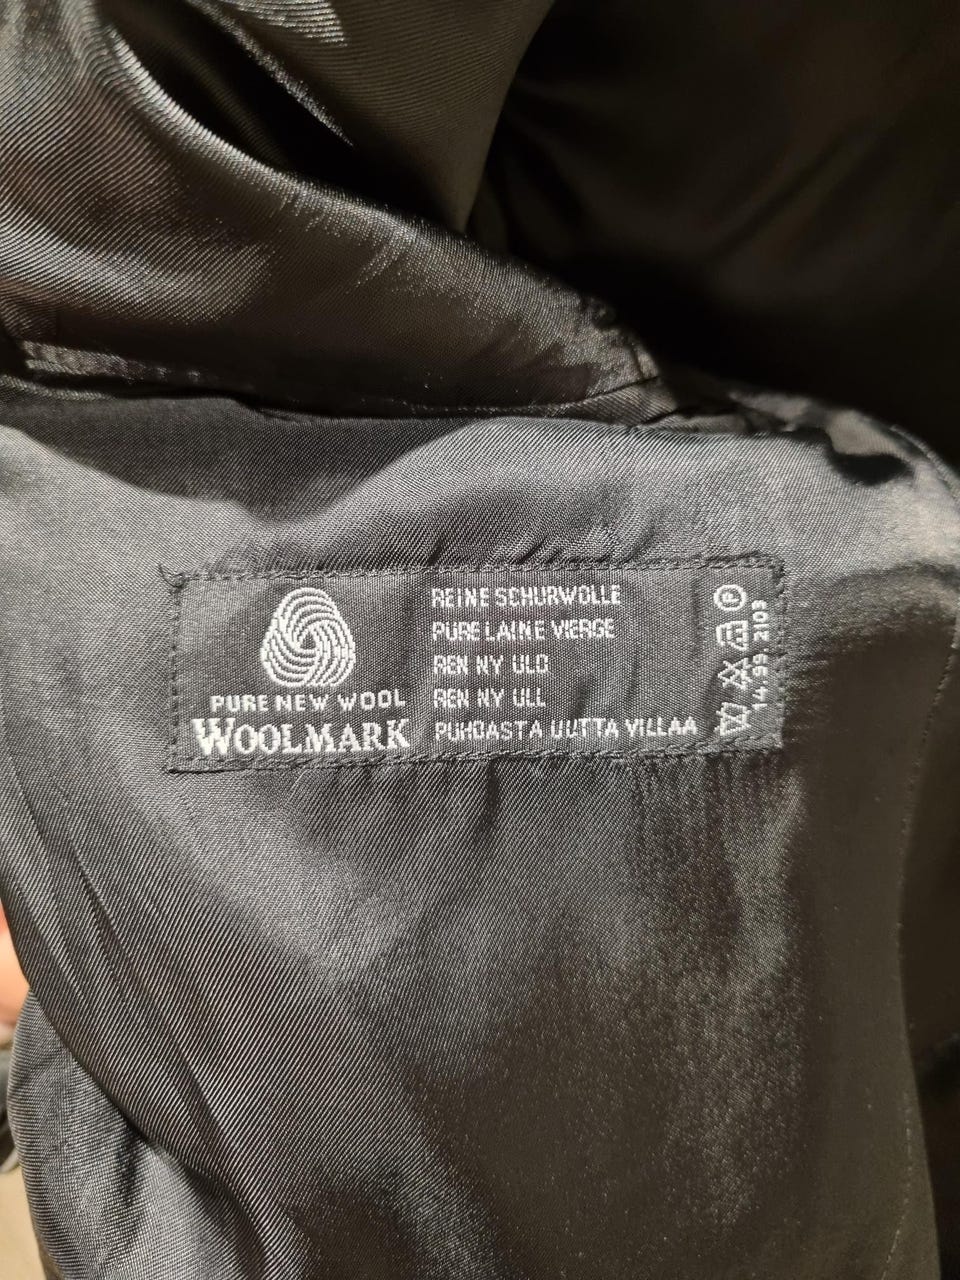 PURE NEW WOOL
WOOLMARK
REINE SCHURWOLLE
PURE LAINE VIERGE
REN NY ULD
REN NY ULL
PUHDASTA UUTTA VILLAA
P
14.99.2103